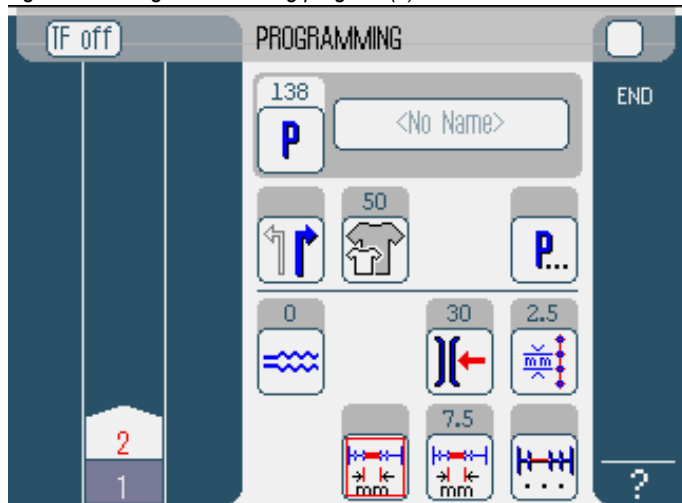 TF off
PROGRAMMING
138
P
<No Name>
END
50
P...
0
30
2.5
mm
7.5
2
mm
mm
...
1
?